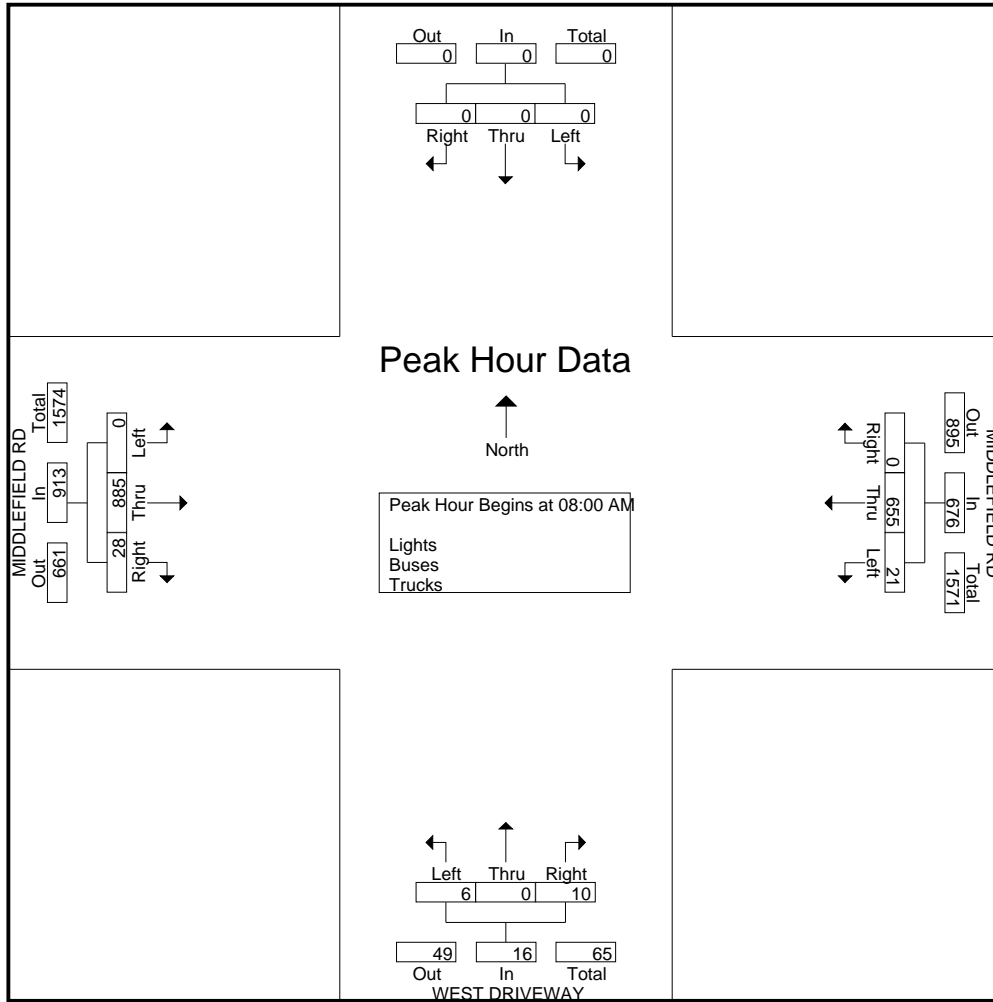 Out In Total
0 0 0
0 0 0
Right Thru Left
Peak Hour Data
North
Peak Hour Begins at 08:00 AM
Lights
Buses
Trucks
MIDDLEFIELD RD
Out In Total
661 913 1574
28 885 0
Right Thru Left
MIDDLEFIELD RD
Out In Total
895 676 1571
0 655 21
Right Thru Left
Left Thru Right
6 0 10
49 16 65
Out In Total
WEST DRIVEWAY